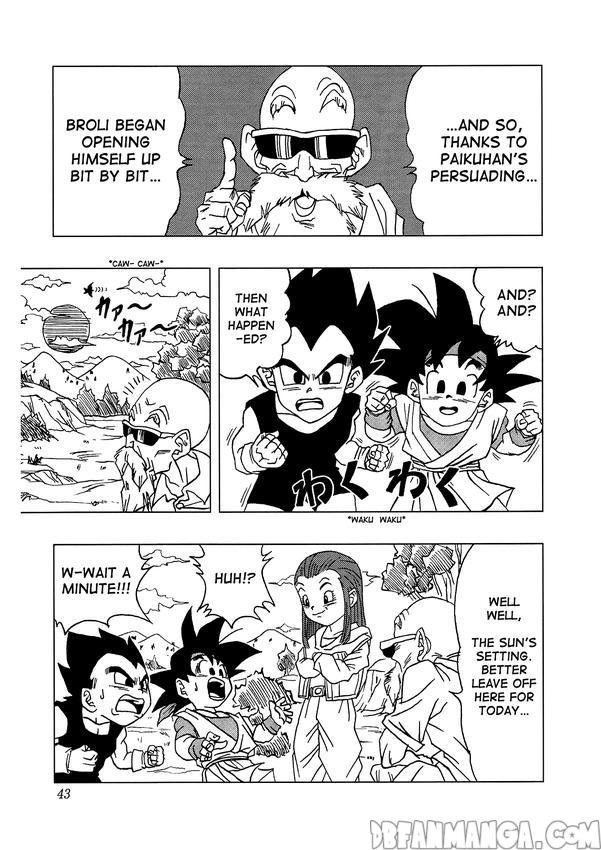 ...AND SO,
THANKS TO
PAIKUHAN'S
PERSUADING...
BROLI BEGAN
OPENING
HIMSELF UP
BIT BY BIT...
AND?
AND?
THEN
WHAT
HAPPEN
-ED?
わくわく
*WAKU WAKU*
*CAW- CAW-*
カァ〜
カァ〜
WELL
WELL,
THE SUN'S
SETTING.
BETTER
LEAVE OFF
HERE FOR
TODAY...
HUH!?
W-WAIT A
MINUTE!!!
43
DBFANMANGA.COM